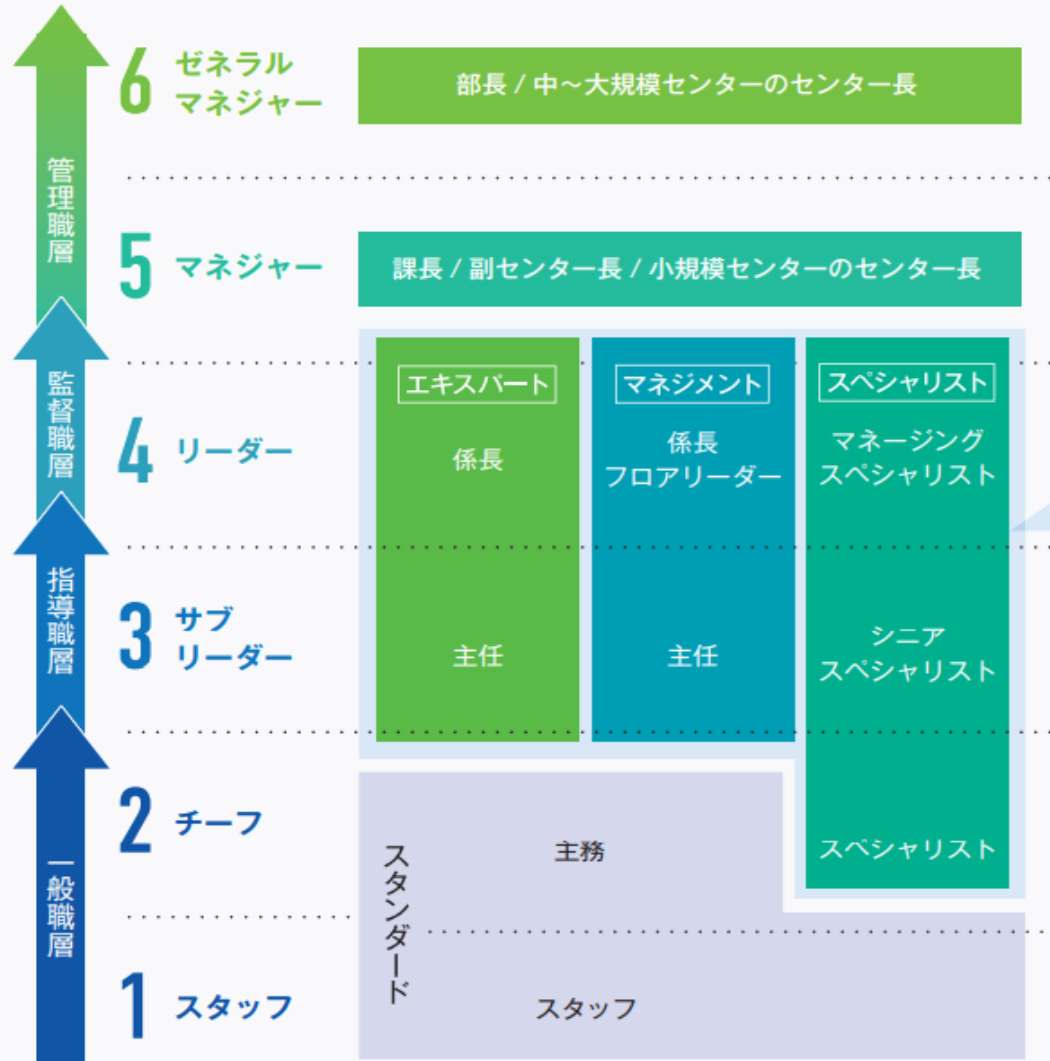 管理職層
6
ゼネラル
マネジャー
部長 / 中～大規模センターのセンター長
5
マネジャー
課長 / 副センター長 / 小規模センターのセンター長
監督職層
4
リーダー
エキスパート
係長
マネジメント
係長
フロアリーダー
スペシャリスト
マネージング
スペシャリスト
指導職層
3
サブ
リーダー
主任
主任
シニア
スペシャリスト
一般職層
2
チーフ
スタンダード
主務
スペシャリスト
1
スタッフ
スタッフ